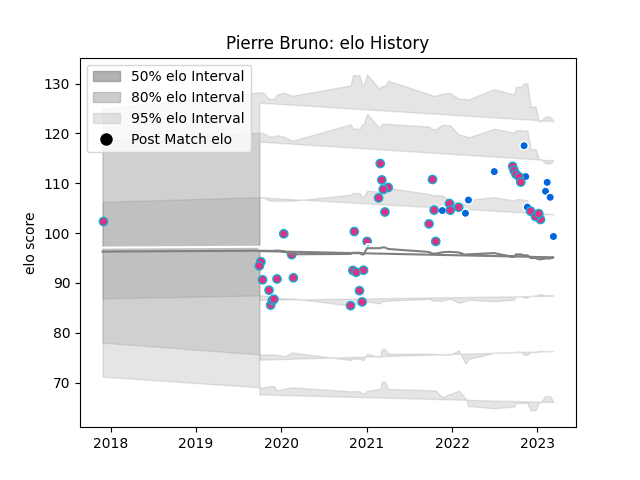 Pierre Bruno: elo History
50% elo Interval
80% elo Interval
95% elo Interval
Post Match elo
elo score
130
120
110
100
90
80
70
2018 2019 2020 2021 2022 2023